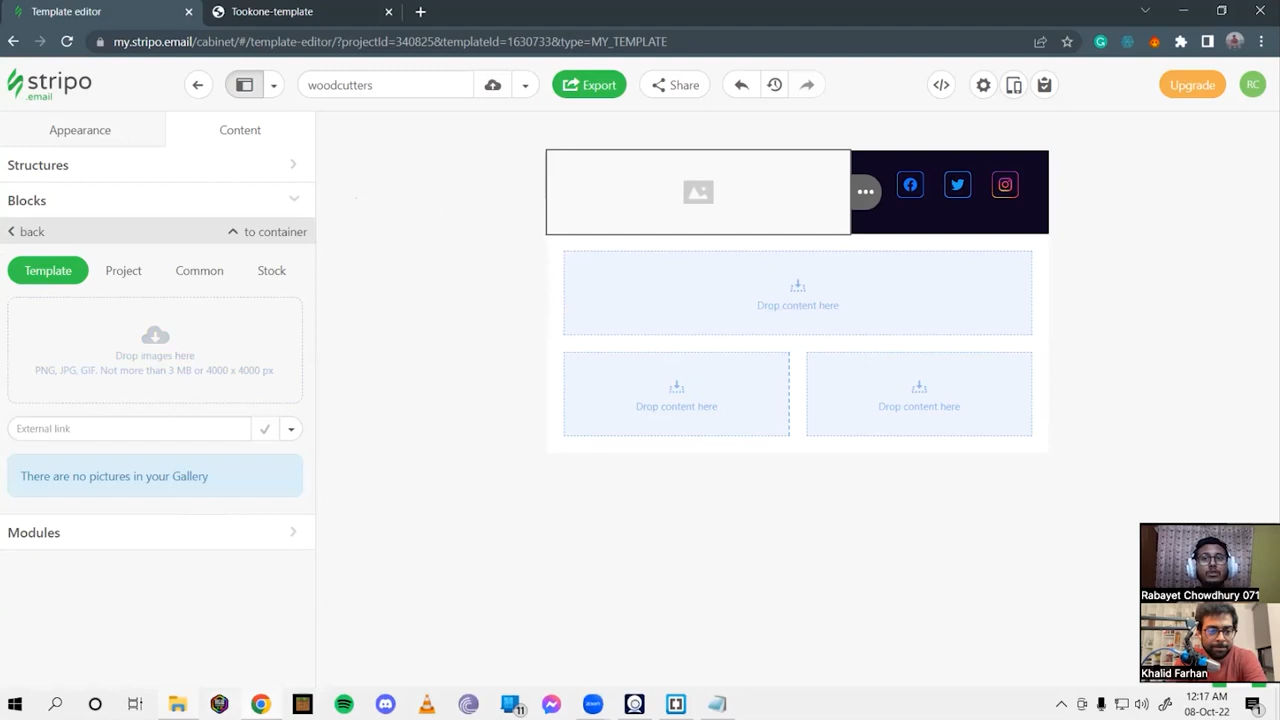 Template editor
Tookone-template
my.stripo.email/cabinet/#/template-editor/?projectId=340825&templateId=1630733&type=MY_TEMPLATE
stripo
.email
woodcutters
Export
Share
Upgrade
RC
Appearance
Content
Structures
Blocks
back
to container
Template
Project
Common
Stock
Drop images here
PNG, JPG, GIF. Not more than 3 MB or 4000 x 4000 px.
External link
There are no pictures in your Gallery
Modules
Drop content here
Drop content here
Drop content here
Rabayet Chowdhury 071
Khalid Farhan
zoom
11
12:17 AM
08-Oct-22
1